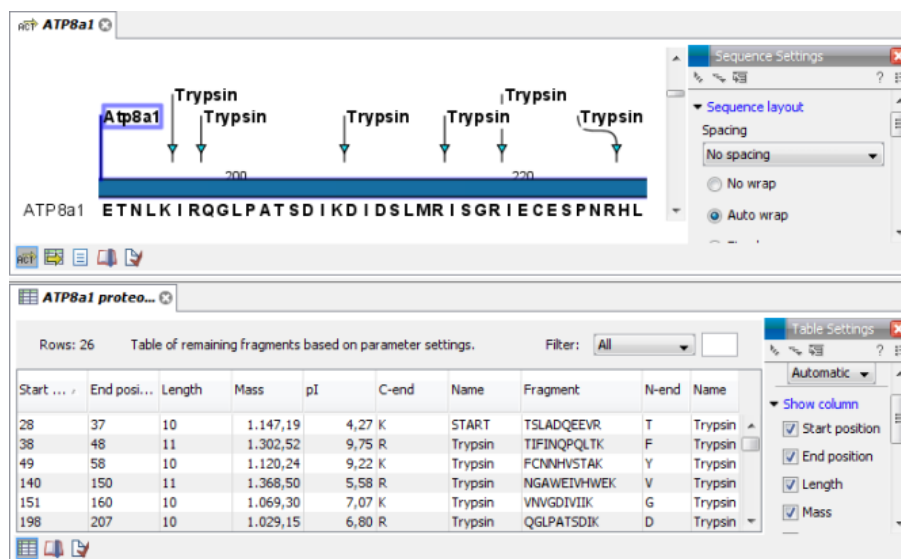 ATP8a1
Sequence Settings
Trypsin Trypsin
Atp8a1 Trypsin Trypsin Trypsin Trypsin
200 220
ATP8a1 ETNLKIRQGLPATSDIKDIDSLMRISGRIECESPNRHL
?
Sequence layout
Spacing
No spacing
No wrap
Auto wrap
ATP8a1 proteo...
Rows: 26 Table of remaining fragments based on parameter settings. Filter: All
Start ... End posi... Length Mass pI C-end Name Fragment N-end Name
28 37 10 1.147,19 4,27 K START TSLADQEEVR T Trypsin
38 48 11 1.302,52 9,75 R Trypsin TIFINQPQLTK F Trypsin
49 58 10 1.120,24 9,22 K Trypsin FCNNHVSTAK Y Trypsin
140 150 11 1.368,50 5,58 R Trypsin NGAWEIVHWEK V Trypsin
151 160 10 1.069,30 7,07 K Trypsin VNVGDIVIIK G Trypsin
198 207 10 1.029,15 6,80 R Trypsin QGLPATSDIK D Trypsin
Table Settings
?
Automatic
Show column
Start position
End position
Length
Mass